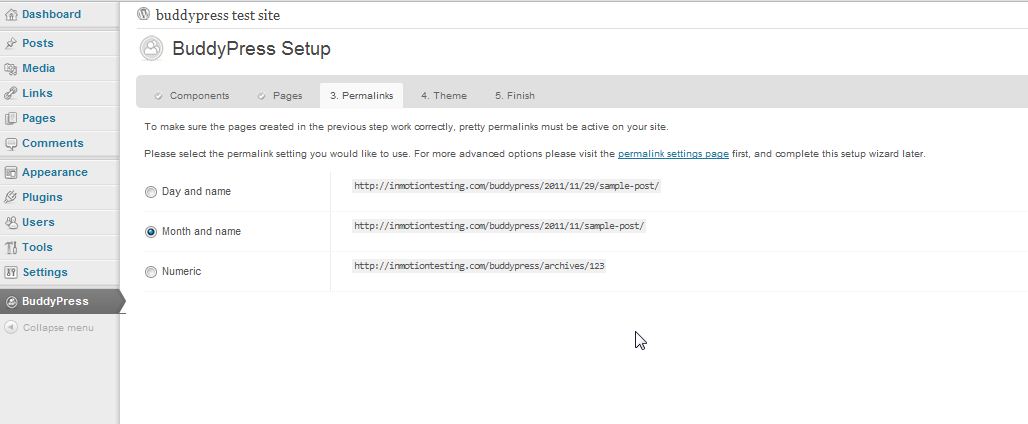 Dashboard
Posts
Media
Links
Pages
Comments
Appearance
Plugins
Users
Tools
Settings
BuddyPress
Collapse menu
buddypress test site
BuddyPress Setup
Components Pages 3. Permalinks 4. Theme 5. Finish
To make sure the pages created in the previous step work correctly, pretty permalinks must be active on your site.
Please select the permalink setting you would like to use. For more advanced options please visit the permalink settings page first, and complete this setup wizard later.
Day and name http://inmotiontesting.com/buddypress/2011/11/29/sample-post/
Month and name http://inmotiontesting.com/buddypress/2011/11/sample-post/
Numeric http://inmotiontesting.com/buddypress/archives/123